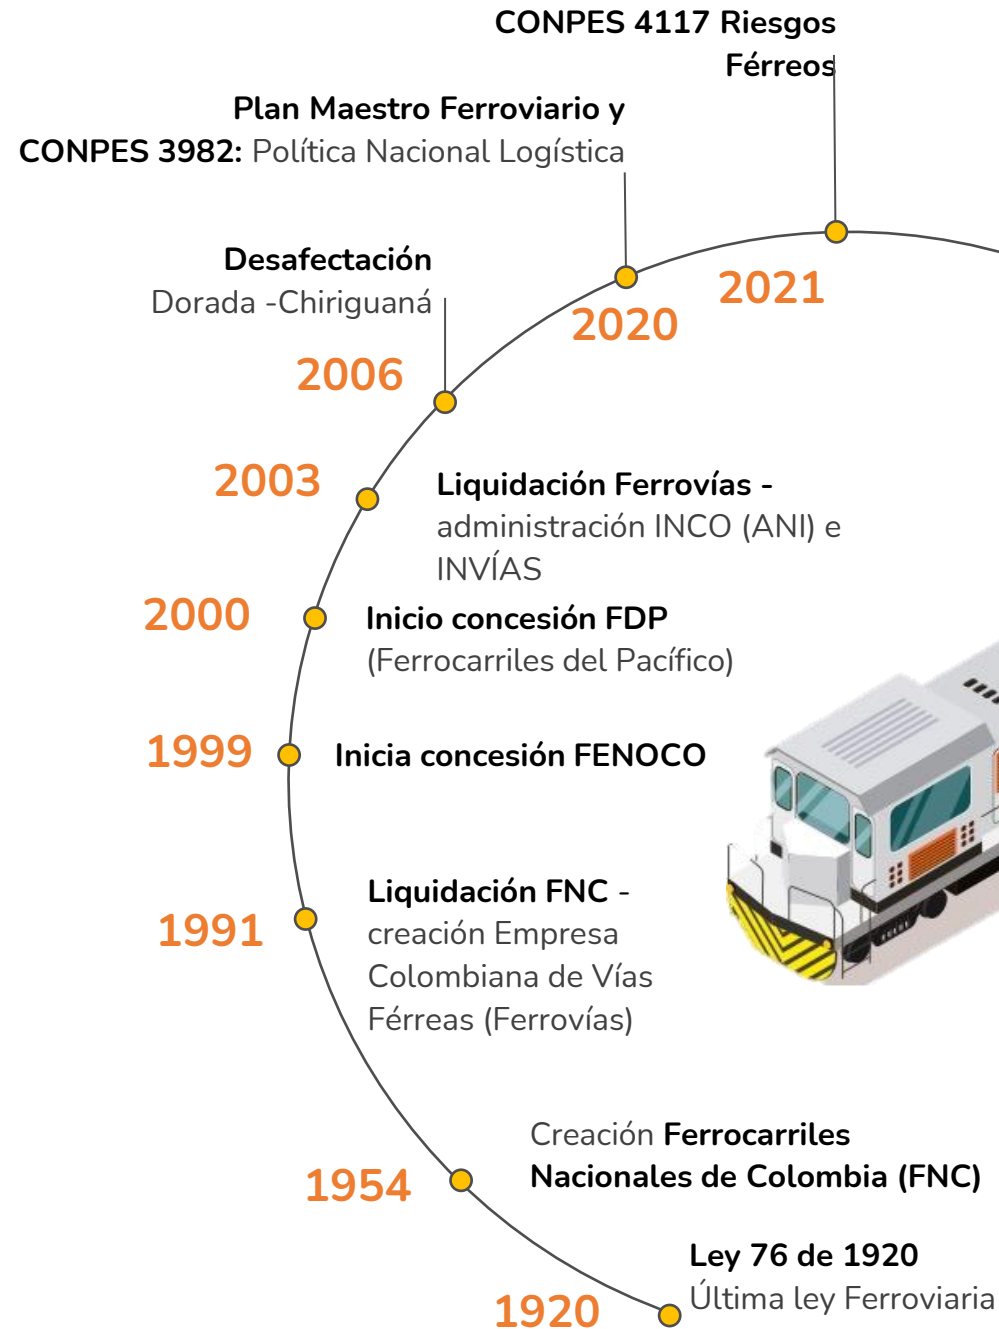 CONPES 4117 Riesgos
Férreos
Plan Maestro Ferroviario y
CONPES 3982: Política Nacional Logística
Desafectación
Dorada -Chiriguaná
2021
2020
2006
2003
Liquidación Ferrovías -
administración INCO (ANI) e
INVÍAS
2000
Inicio concesión FDP
(Ferrocarriles del Pacífico)
1999
Inicia concesión FENOCO
1991
Liquidación FNC -
creación Empresa
Colombiana de Vías
Férreas (Ferrovías)
1954
Creación Ferrocarriles
Nacionales de Colombia (FNC)
1920
Ley 76 de 1920
Última ley Ferroviaria